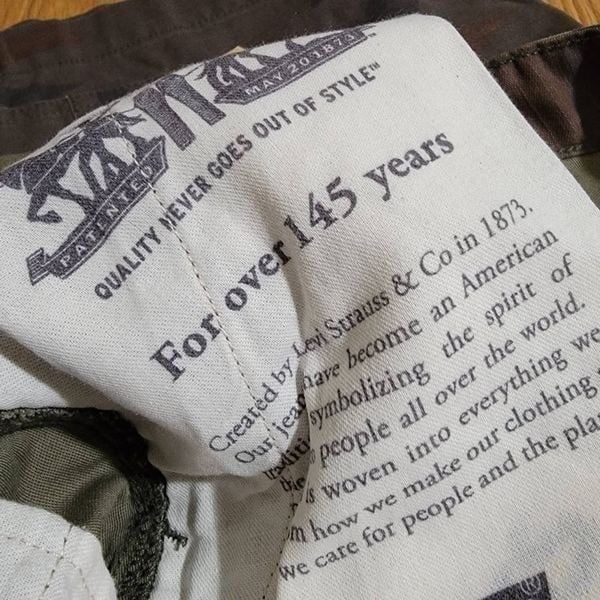 MAY 20 1873
PATENTED
QUALITY NEVER GOES OUT OF STYLE™
For over 145 years
Created by Levi Strauss & Co in 1873.
Our jeans have become an American
symbolizing the spirit of
people all over the world.
is woven into everything we
how we make our clothing
we care for people and the plan
®